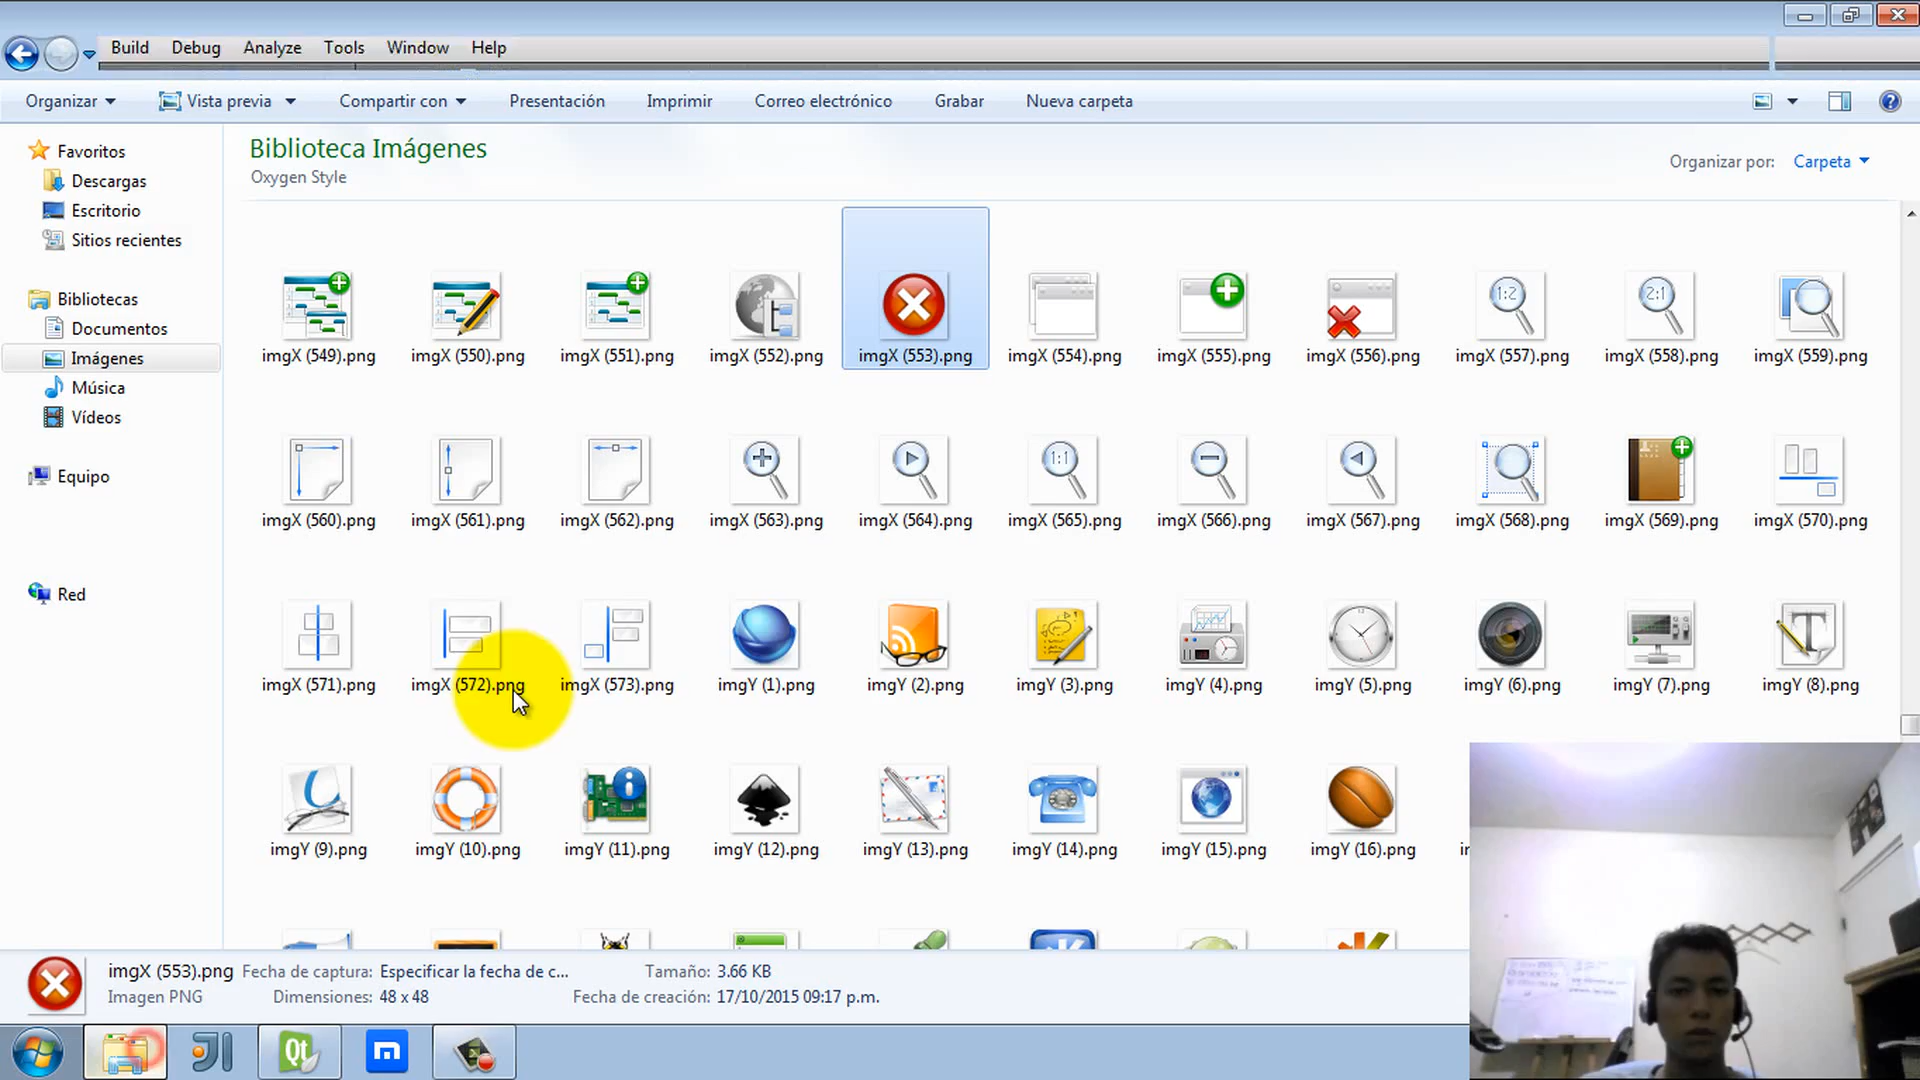 Build Debug Analyze Tools Window Help
Organizar Vista previa Compartir con Presentación Imprimir Correo electrónico Grabar Nueva carpeta
Favoritos
Descargas
Escritorio
Sitios recientes
Bibliotecas
Documentos
Imágenes
Música
Vídeos
Equipo
Red
Biblioteca Imágenes
Oxygen Style
Organizar por: Carpeta
1:2 2:1
imgX (549).png imgX (550).png imgX (551).png imgX (552).png imgX (553).png imgX (554).png imgX (555).png imgX (556).png imgX (557).png imgX (558).png imgX (559).png
1:1
imgX (560).png imgX (561).png imgX (562).png imgX (563).png imgX (564).png imgX (565).png imgX (566).png imgX (567).png imgX (568).png imgX (569).png imgX (570).png
imgX (571).png imgX (572).png imgX (573).png imgY (1).png imgY (2).png imgY (3).png imgY (4).png imgY (5).png imgY (6).png imgY (7).png imgY (8).png
imgY (9).png imgY (10).png imgY (11).png imgY (12).png imgY (13).png imgY (14).png imgY (15).png imgY (16).png
imgX (553).png Fecha de captura: Especificar la fecha de c... Tamaño: 3.66 KB
Imagen PNG Dimensiones: 48 x 48 Fecha de creación: 17/10/2015 09:17 p.m.
Qt m